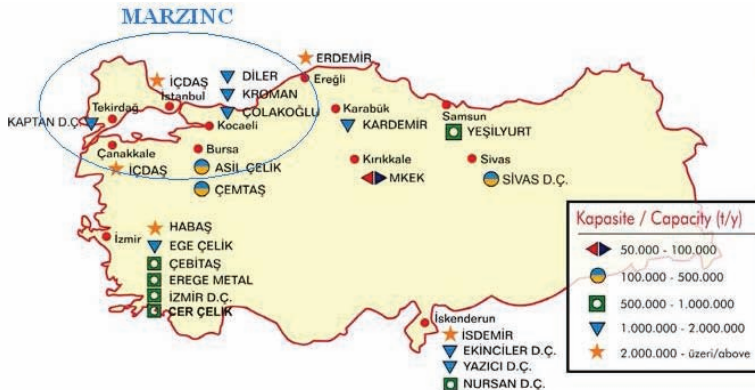 MARZINC
ERDEMİR
Ereğli
İÇDAŞ
İstanbul
DİLER
KROMAN
ÇOLAKOĞLU
Tekirdağ
KAPTAN D.Ç.
Kocaeli
Karabük
KARDEMİR
Samsun
YEŞİLYURT
Çanakkale
İÇDAŞ
Bursa
ASİL ÇELİK
ÇEMTAŞ
Kırıkkale
MKEK
Sivas
SİVAS D.Ç.
İzmir
HABAŞ
EGE ÇELİK
ÇEBİTAŞ
EREGE METAL
İZMİR D.Ç.
CER ÇELİK
İskenderun
İSDEMİR
EKİNCİLER D.Ç.
YAZICI D.Ç.
NURSAN D.Ç.
Kapasite / Capacity (t/y)
50.000 - 100.000
100.000 - 500.000
500.000 - 1.000.000
1.000.000 - 2.000.000
2.000.000 - üzeri/above